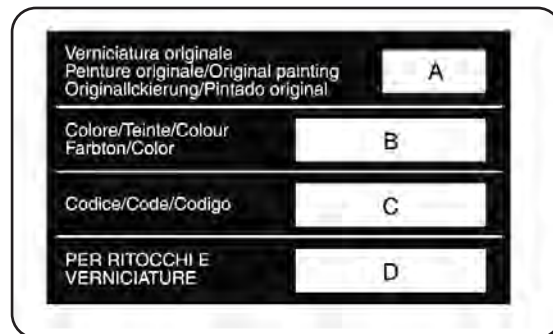 Verniciatura originale
Peinture originale/Original painting
Originallckierung/Pintado original
A
Colore/Teinte/Colour
Farbton/Color
B
Codice/Code/Codigo
C
PER RITOCCHI E
VERNICIATURE
D